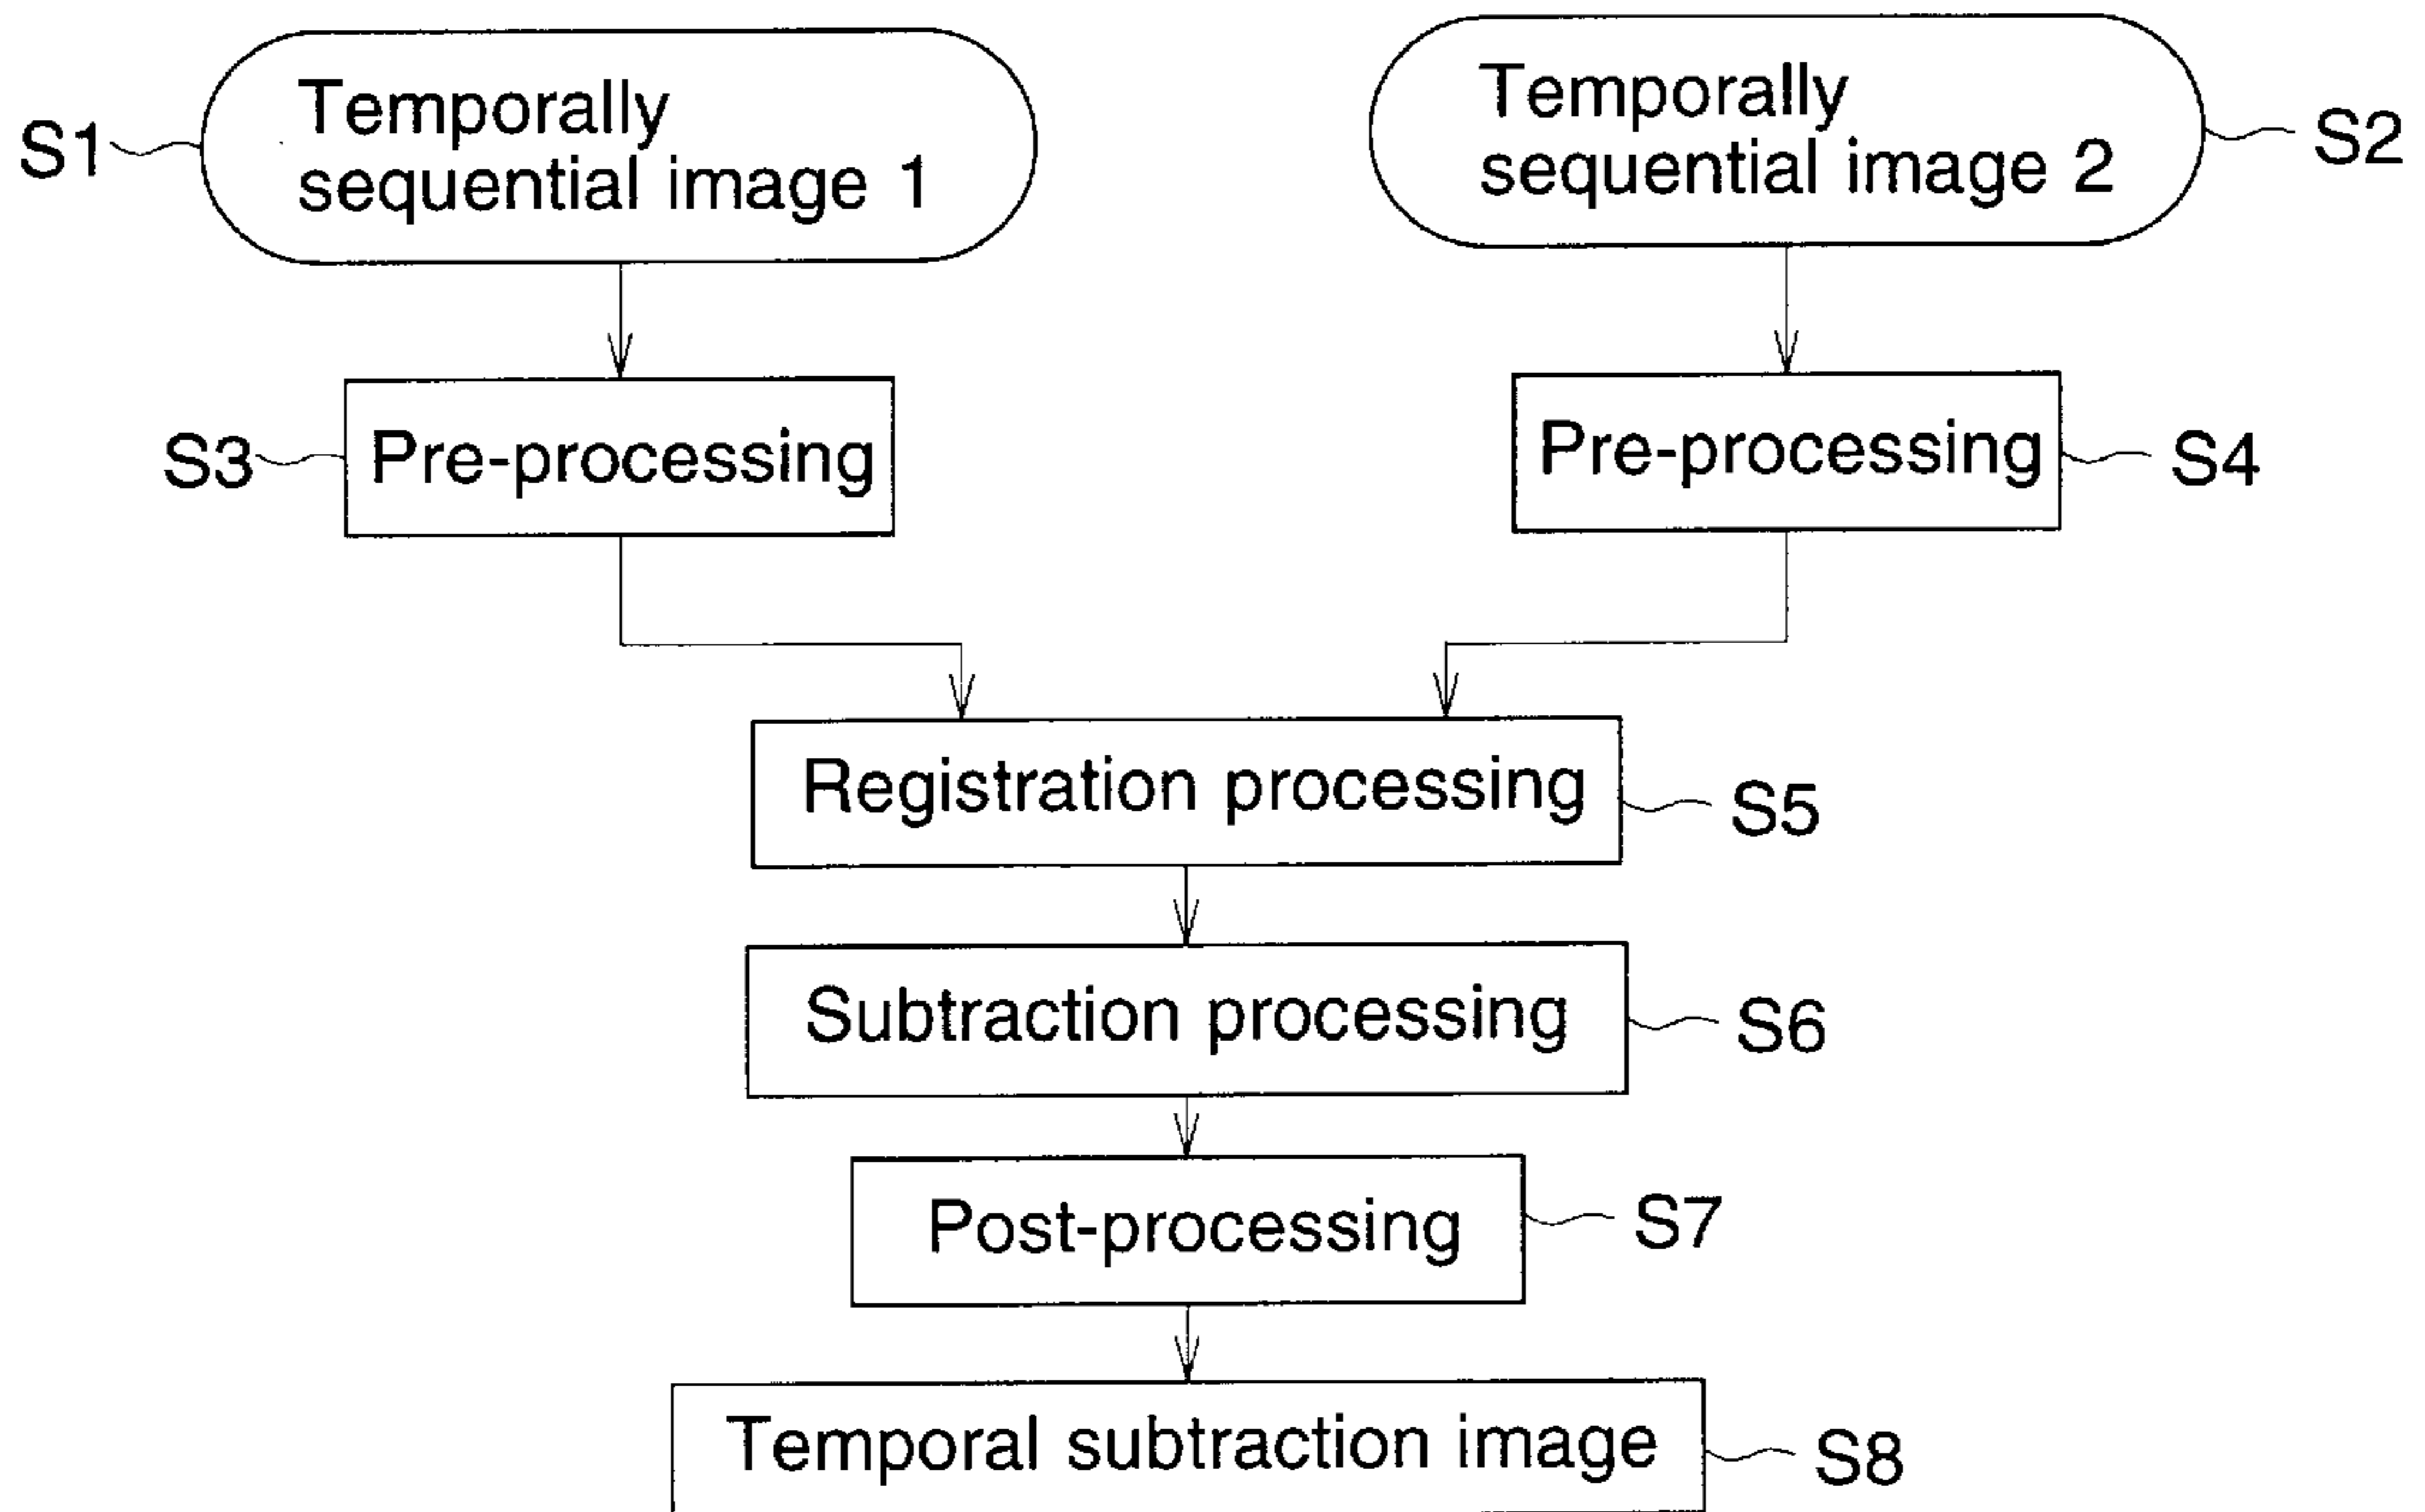 S1
Temporally
sequential image 1
Temporally
sequential image 2
S2
S3
Pre-processing
Pre-processing
S4
Registration processing
S5
Subtraction processing
S6
Post-processing
S7
Temporal subtraction image
S8